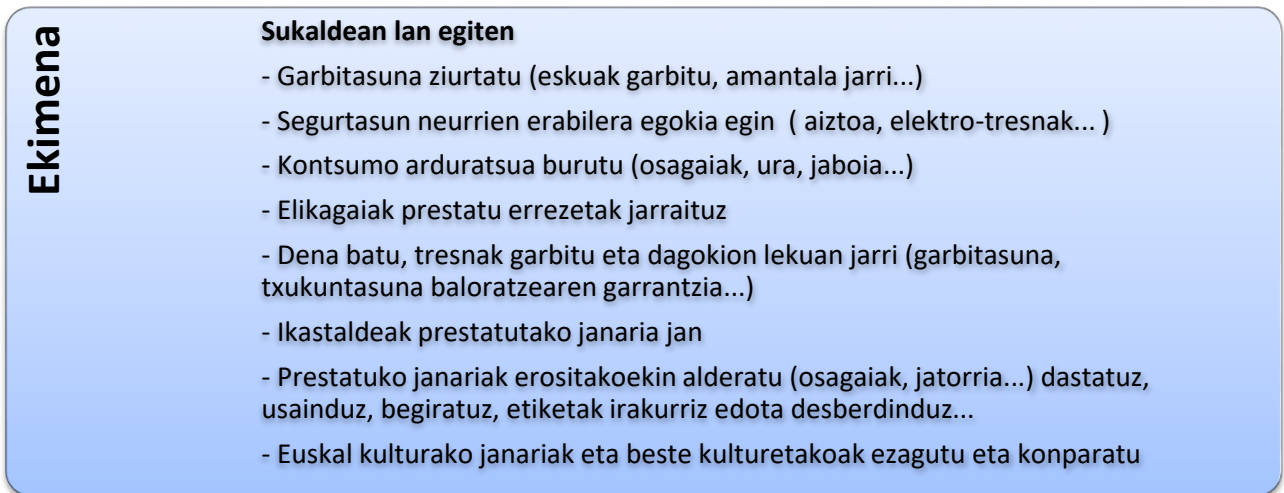 Ekimena
Sukaldean lan egiten
- Garbitasuna ziurtatu (eskuak garbitu, amantala jarri...)
- Segurtasun neurrien erabilera egokia egin ( aiztoa, elektro-tresnak... )
- Kontsumo arduratsua burutu (osagaiak, ura, jaboia...)
- Elikagaiak prestatu errezetak jarraituz
- Dena batu, tresnak garbitu eta dagokion lekuan jarri (garbitasuna,
txukuntasuna baloratzearen garrantzia...)
- Ikastaldeak prestatutako janaria jan
- Prestatuko janariak erositakoekin alderatu (osagaiak, jatorria...) dastatuz,
usainduz, begiratuz, etiketak irakurriz edota desberdinduz...
- Euskal kulturako janariak eta beste kulturetakoak ezagutu eta konparatu